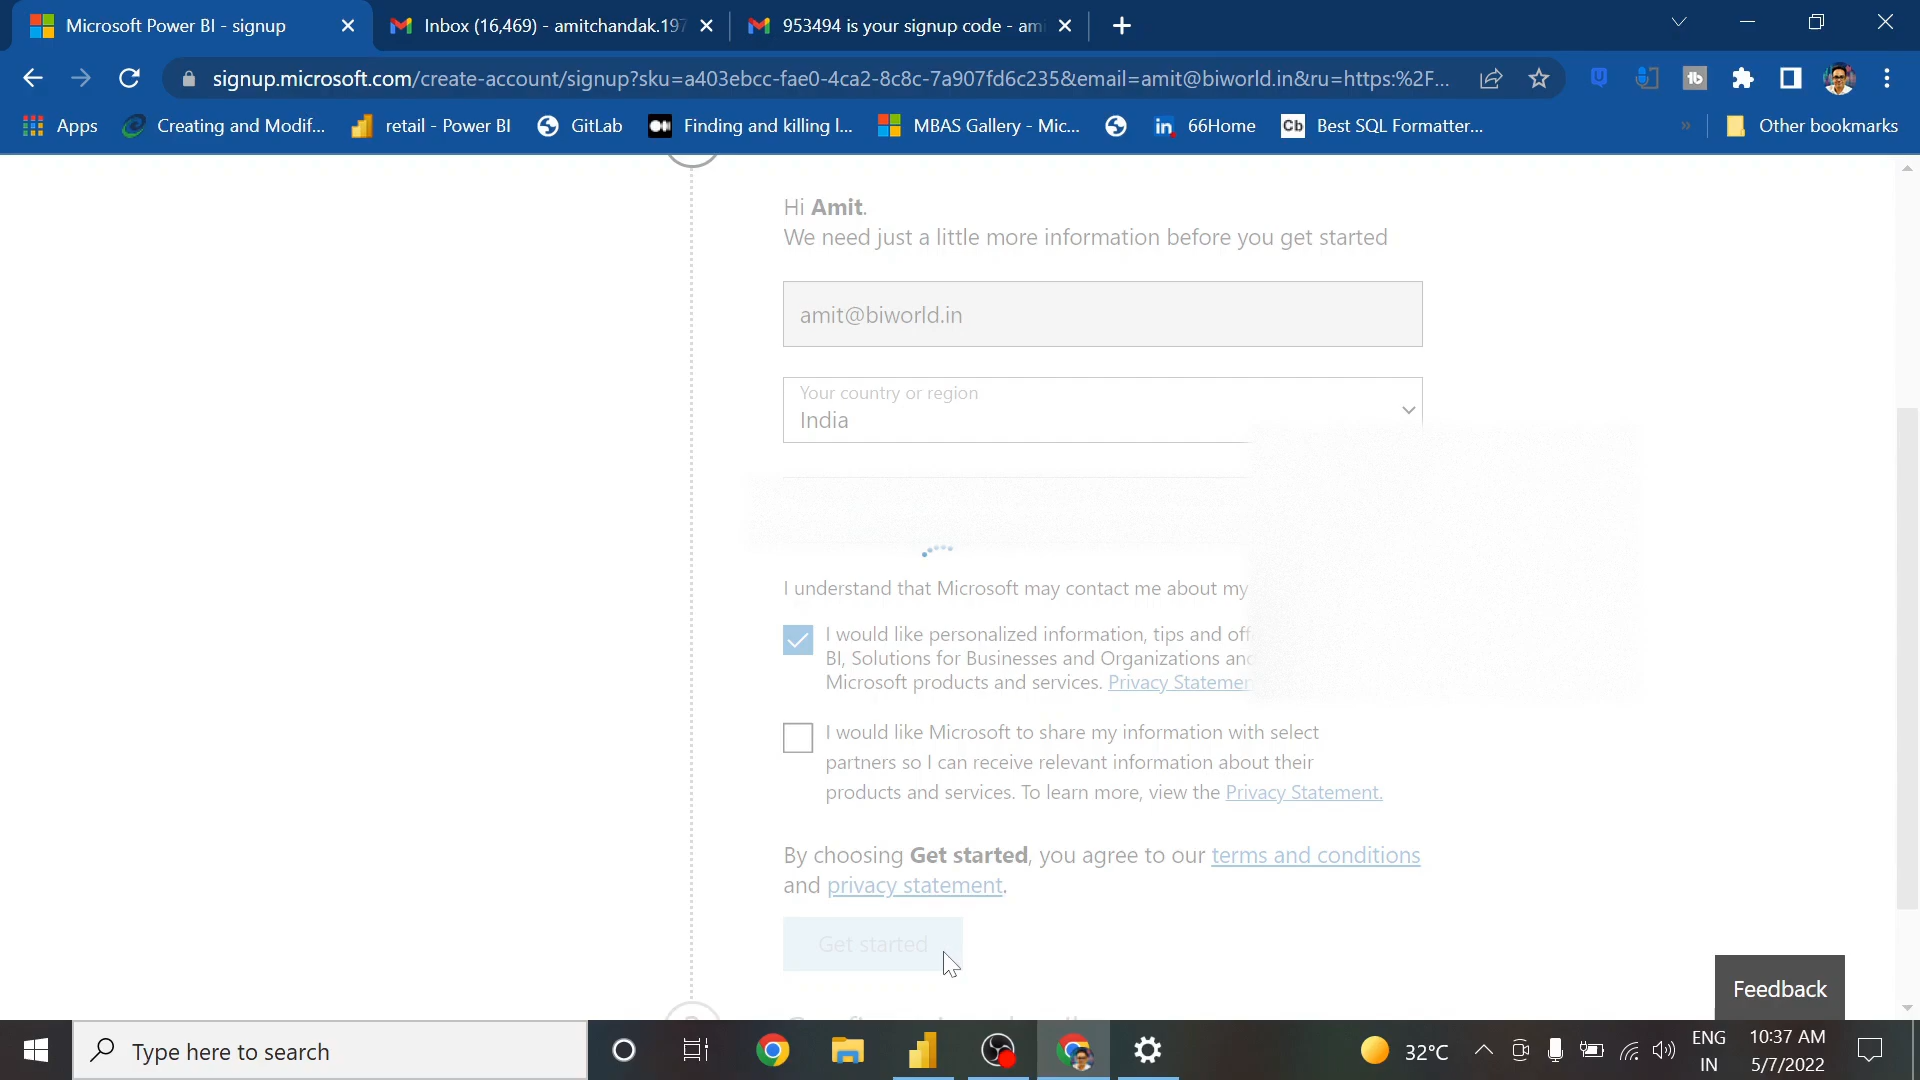 Microsoft Power BI - signup
Inbox (16,469) - amitchandak.197
953494 is your signup code - am
signup.microsoft.com/create-account/signup?sku=a403ebcc-fae0-4ca2-8c8c-7a907fd6c235&email=amit@biworld.in&ru=https:%2F...
Apps
Creating and Modif...
retail - Power BI
GitLab
Finding and killing l...
MBAS Gallery - Mic...
66Home
Cb
Best SQL Formatter...
»
Other bookmarks
Hi Amit.
We need just a little more information before you get started
amit@biworld.in
Your country or region
India
I understand that Microsoft may contact me about my
I would like personalized information, tips and off
BI, Solutions for Businesses and Organizations and
Microsoft products and services. Privacy Statemen
I would like Microsoft to share my information with select
partners so I can receive relevant information about their
products and services. To learn more, view the Privacy Statement.
By choosing Get started, you agree to our terms and conditions
and privacy statement.
Get started
Feedback
Type here to search
32°C
ENG
IN
10:37 AM
5/7/2022